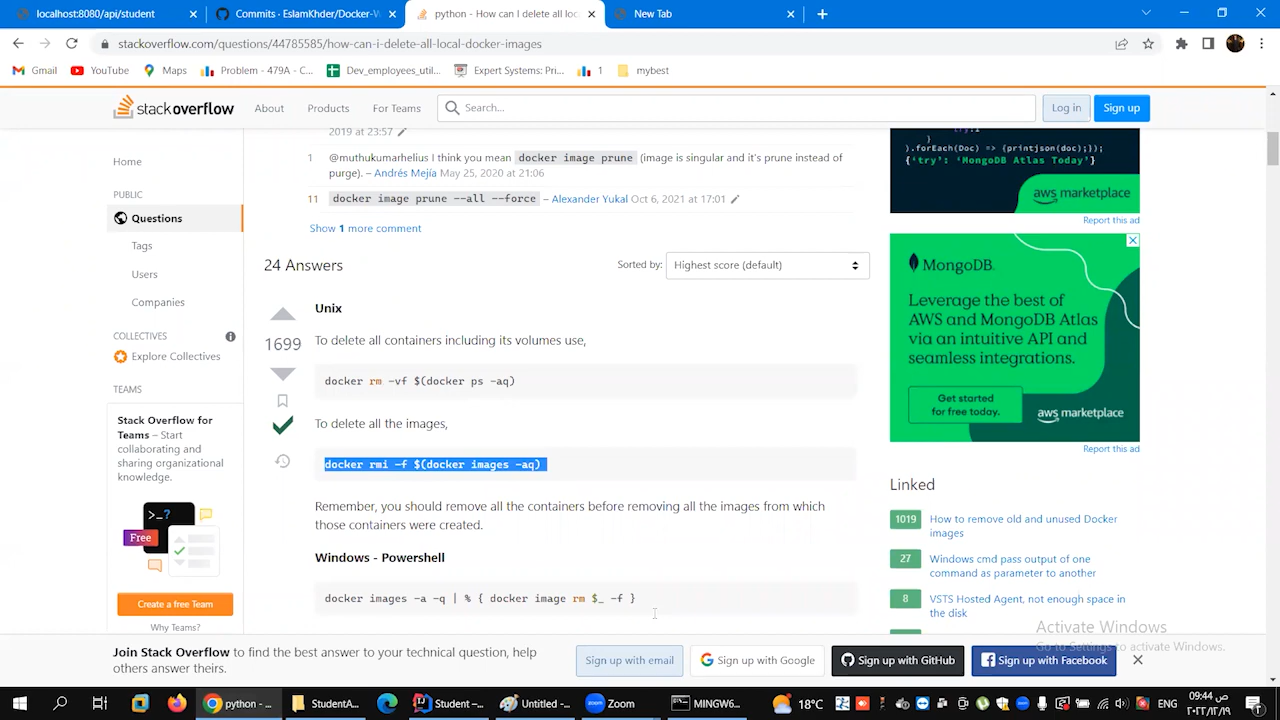 localhost:8080/api/student
Commits · EslamKhder/Docker-W
python - How can I delete all loc
New Tab
stackoverflow.com/questions/44785585/how-can-i-delete-all-local-docker-images
Gmail
YouTube
Maps
Problem - 479A - C...
Dev_employees_util...
Expert Systems: Pri...
1
mybest
stackoverflow
About
Products
For Teams
Search...
Log in
Sign up
2019 at 23:57
1 @muthukumarhelius I think you mean docker image prune (image is singular and it's prune instead of
purge). – Andrés Mejía May 25, 2020 at 21:06
11 docker image prune --all --force – Alexander Yukal Oct 6, 2021 at 17:01
Show 1 more comment
Home
PUBLIC
Questions
Tags
Users
Companies
COLLECTIVES
Explore Collectives
TEAMS
Stack Overflow for
Teams – Start
collaborating and
sharing organizational
knowledge.
>_?
Free
Create a free Team
Why Teams?
24 Answers
Sorted by:
Highest score (default)
1699
Unix
To delete all containers including its volumes use,
docker rm -vf $(docker ps -aq)
To delete all the images,
docker rmi -f $(docker images -aq)
Remember, you should remove all the containers before removing all the images from which
those containers were created.
Windows - Powershell
docker images -a -q | % { docker image rm $_ -f }
}
).forEach(Doc) => (printjson(doc);});
{'try': 'MongoDB Atlas Today'}
aws marketplace
Report this ad
MongoDB.
Leverage the best of
AWS and MongoDB Atlas
via an intuitive API and
seamless integrations.
Get started
for free today.
aws marketplace
Report this ad
Linked
1019 How to remove old and unused Docker
images
27 Windows cmd pass output of one
command as parameter to another
8 VSTS Hosted Agent, not enough space in
the disk
Activate Windows
Go to Settings to activate Windows.
Join Stack Overflow to find the best answer to your technical question, help
others answer theirs.
Sign up with email
Sign up with Google
Sign up with GitHub
Sign up with Facebook
python - ...
StudentA...
Student –...
Untitled - ...
Zoom
MINGW6...
18°C
ENG
09:44 ص
٢٠٢٢/١٢/١٩